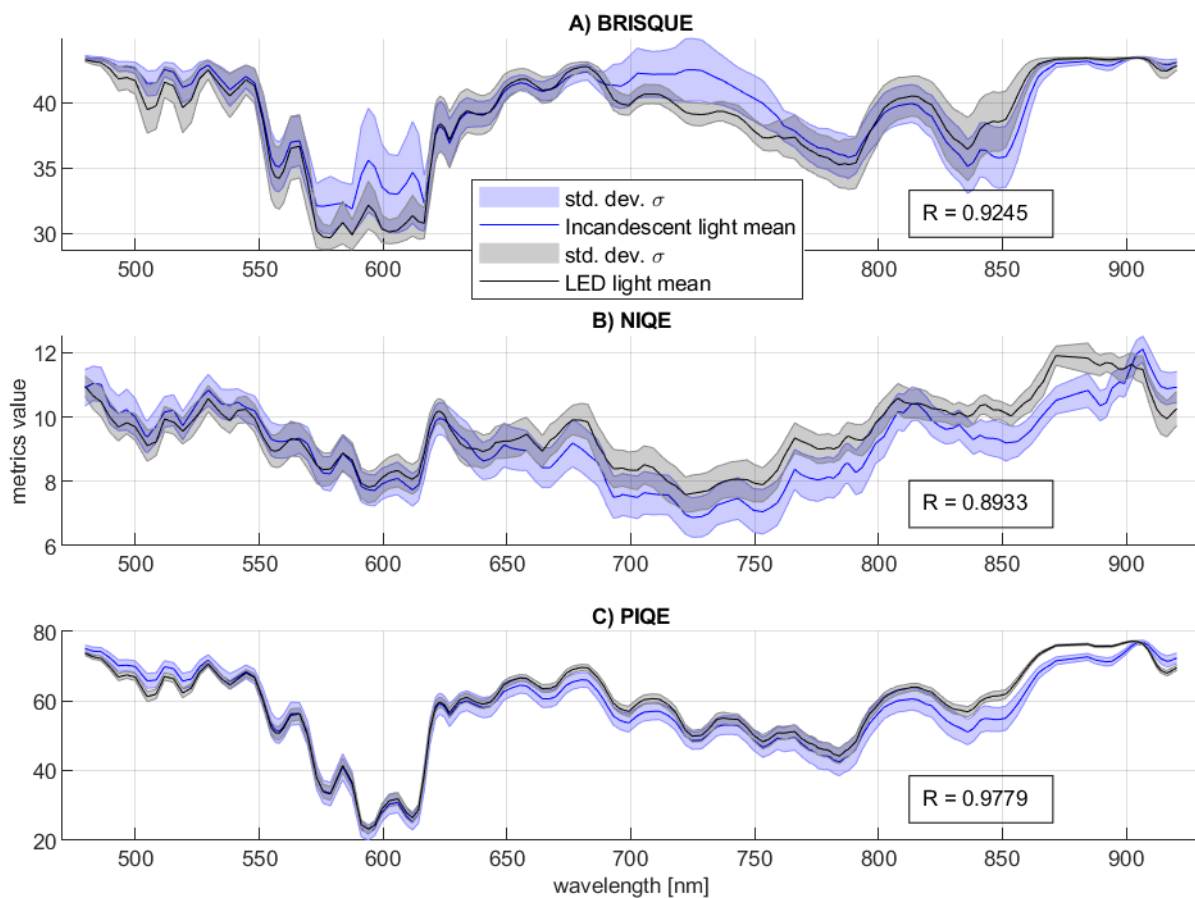 A) BRISQUE
40
35
30
500 550 600 650 700 750 800 850 900
std. dev. σ
Incandescent light mean
std. dev. σ
LED light mean
R = 0.9245
B) NIQE
12
10
8
6
500 550 600 650 700 750 800 850 900
R = 0.8933
metrics value
C) PIQE
80
60
40
20
500 550 600 650 700 750 800 850 900
R = 0.9779
wavelength [nm]